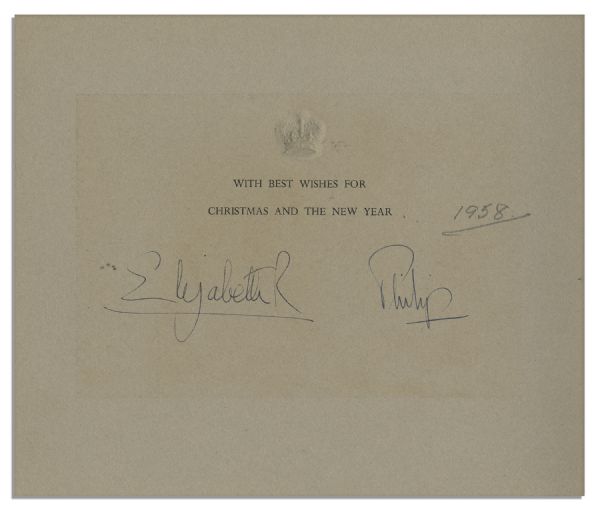 WITH BEST WISHES FOR
CHRISTMAS AND THE NEW YEAR
1958
Elizabeth R
Philip